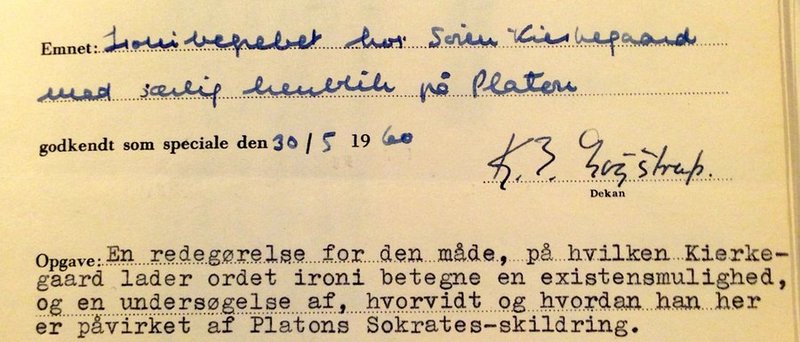 Emnet: Ironibegrebet hos Søren Kierkegaard
med særlig henblik på Platon
godkendt som speciale den 30/5 1960
K. E. Løgstrup.
Dekan
Opgave: En redegørelse for den måde, på hvilken Kierke-
gaard lader ordet ironi betegne en existensmulighed,
og en undersøgelse af, hvorvidt og hvordan han her
er påvirket af Platons Sokrates-skildring.